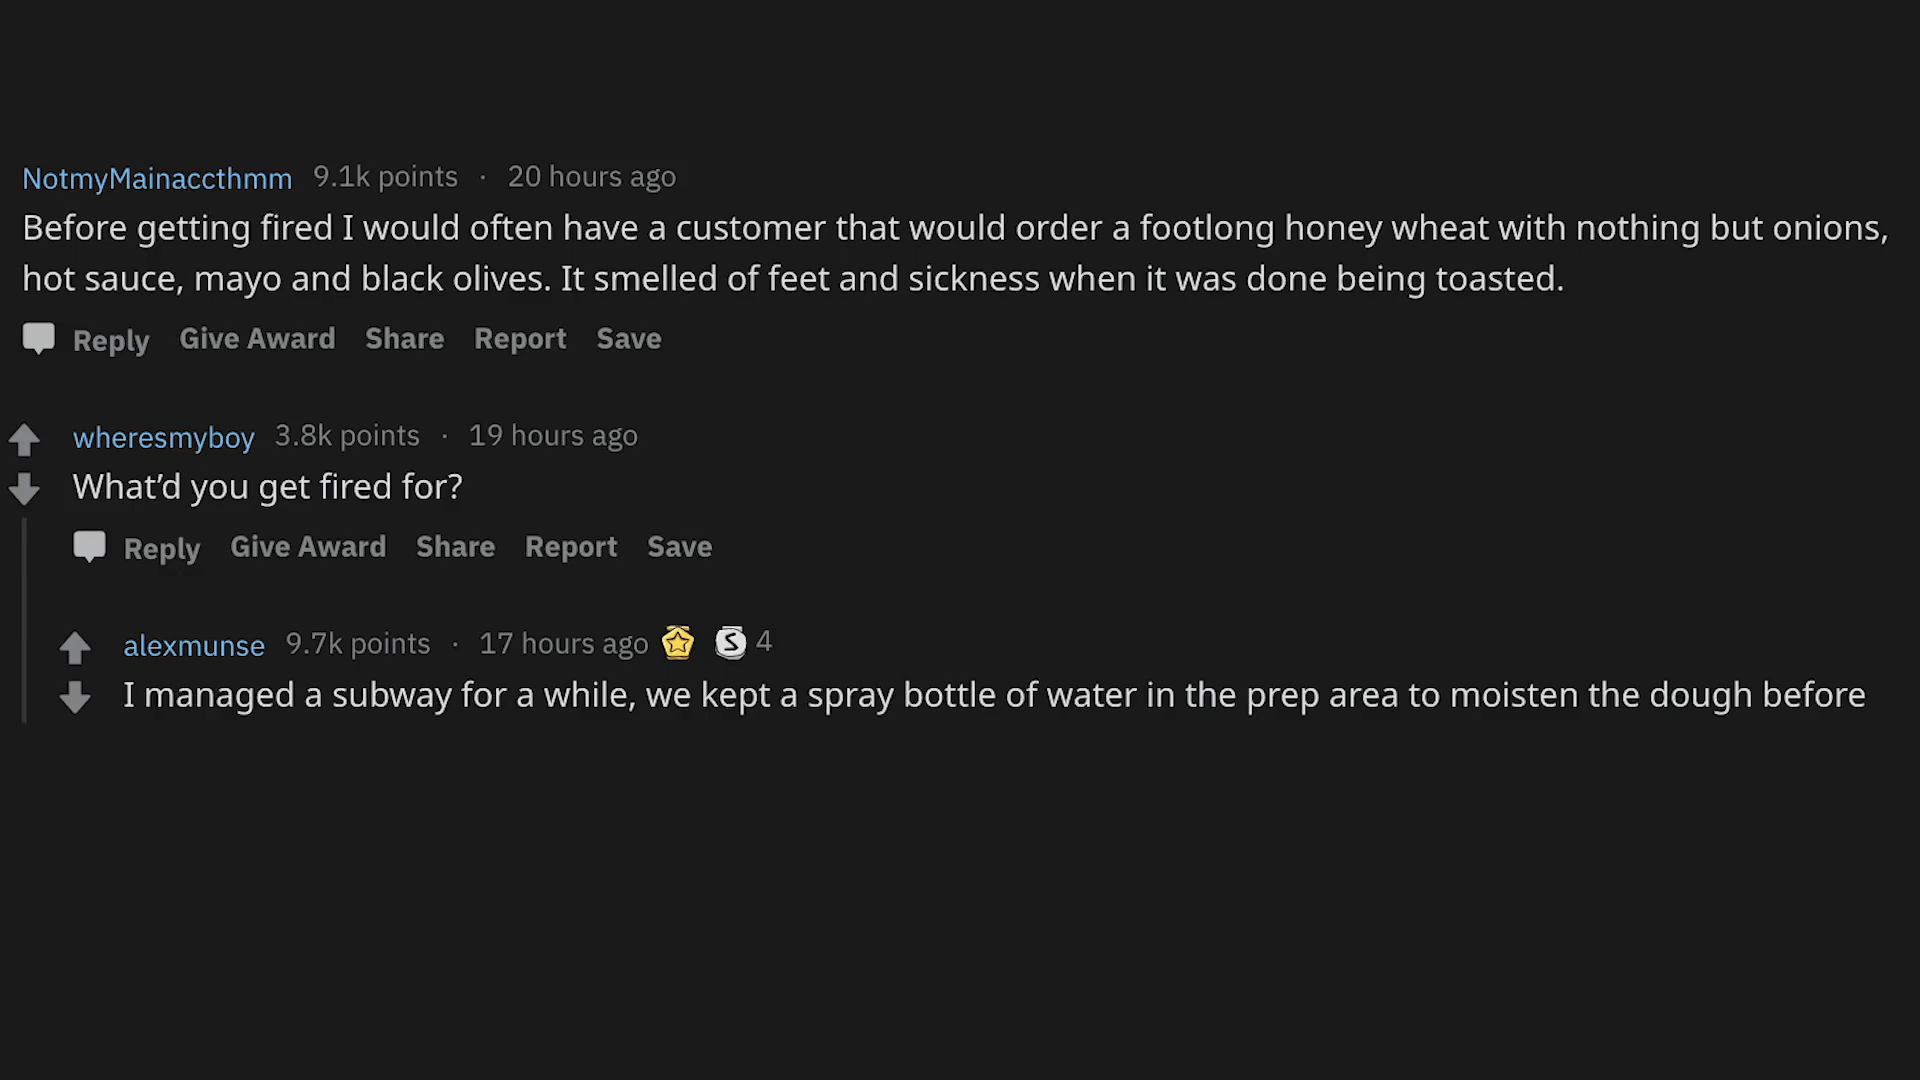 NotmyMainaccthmm 9.1k points · 20 hours ago
Before getting fired I would often have a customer that would order a footlong honey wheat with nothing but onions,
hot sauce, mayo and black olives. It smelled of feet and sickness when it was done being toasted.
Reply Give Award Share Report Save
wheresmyboy 3.8k points · 19 hours ago
What’d you get fired for?
Reply Give Award Share Report Save
alexmunse 9.7k points · 17 hours ago S 4
I managed a subway for a while, we kept a spray bottle of water in the prep area to moisten the dough before